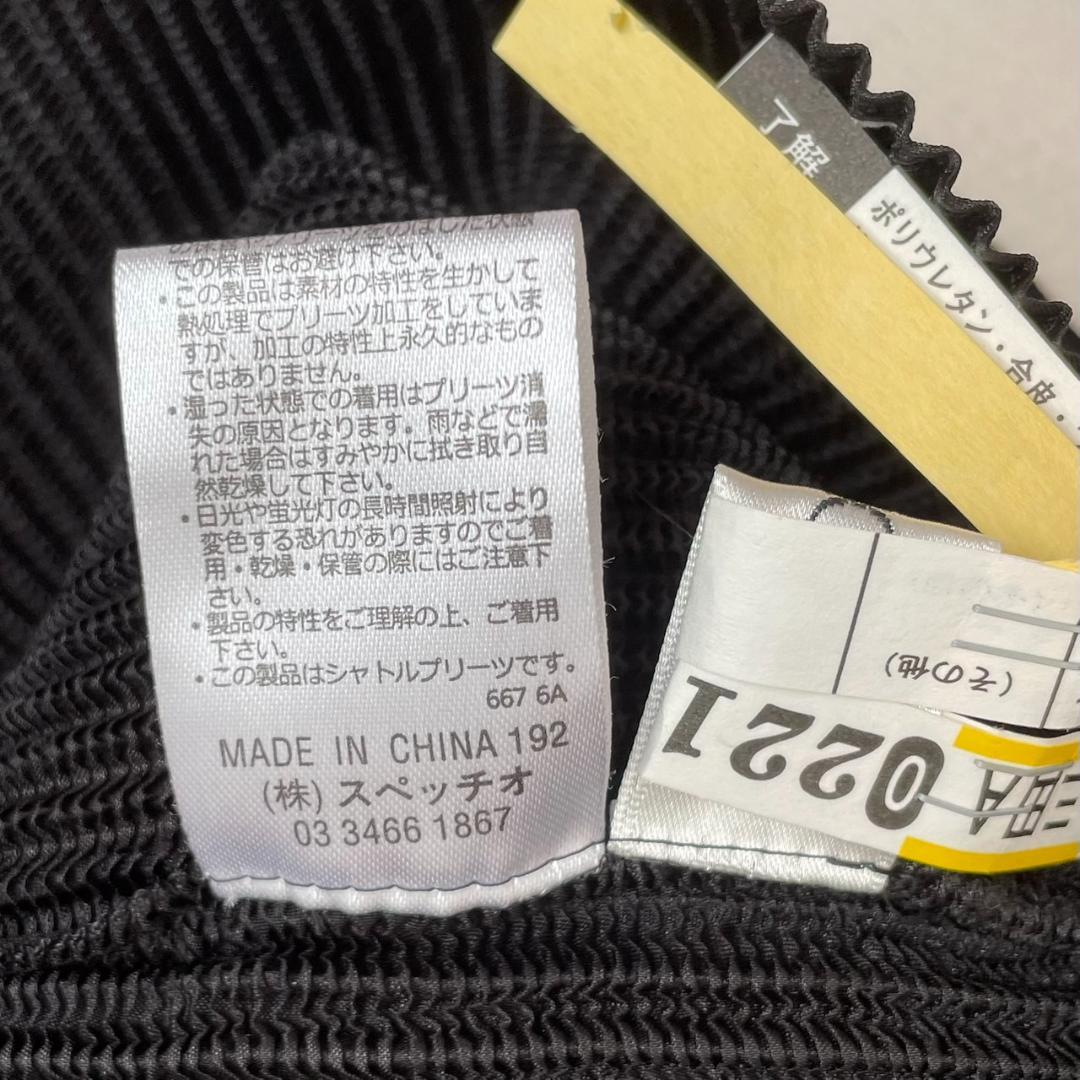 での保管はお避け下さい。
・この製品は素材の特性を生かして
熱処理でプリーツ加工をしていま
すが、加工の特性上永久的なもの
ではありません。
・湿った状態での着用はプリーツ消
失の原因となります。雨などで濡
れた場合はすみやかに拭き取り自
然乾燥して下さい。
・日光や蛍光灯の長時間照射により
変色する恐れがありますのでご着
用・乾燥・保管の際にはご注意下
さい。
・製品の特性をご理解の上、ご着用
下さい。
・この製品はシャトルプリーツです。
667 6A
MADE IN CHINA 192
(株) スペッチオ
03 3466 1867
了解
ポリウレタン・合皮・
(その他)
0221